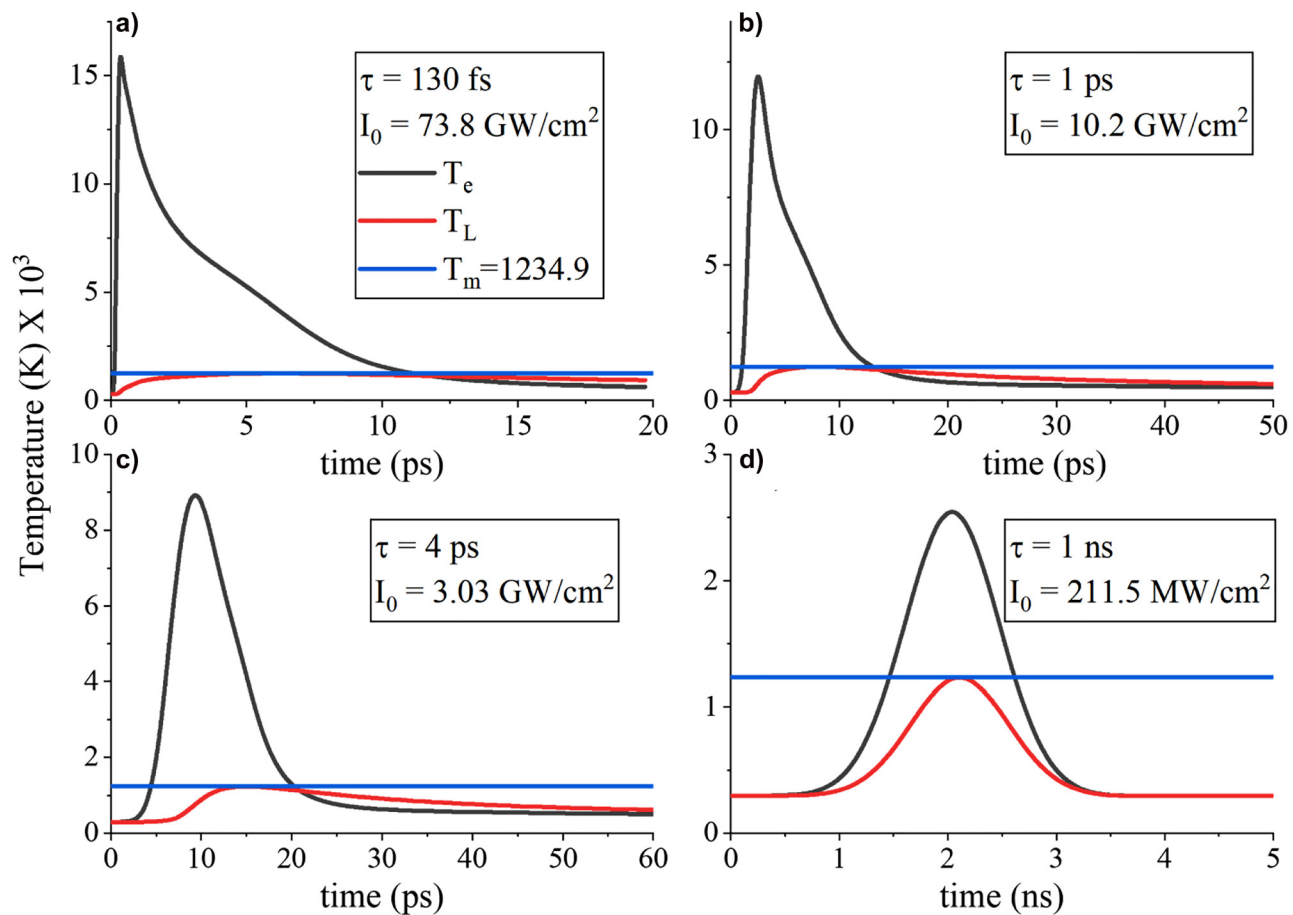 a)
τ = 130 fs
I0 = 73.8 GW/cm2
Te
TL
Tm=1234.9
15
10
5
0
0 5 10 15 20
time (ps)
b)
τ = 1 ps
I0 = 10.2 GW/cm2
10
5
0
0 10 20 30 40 50
time (ps)
Temperature (K) X 103
c)
τ = 4 ps
I0 = 3.03 GW/cm2
10
8
6
4
2
0
0 10 20 30 40 50 60
time (ps)
d)
τ = 1 ns
I0 = 211.5 MW/cm2
3
2
1
0
0 1 2 3 4 5
time (ns)